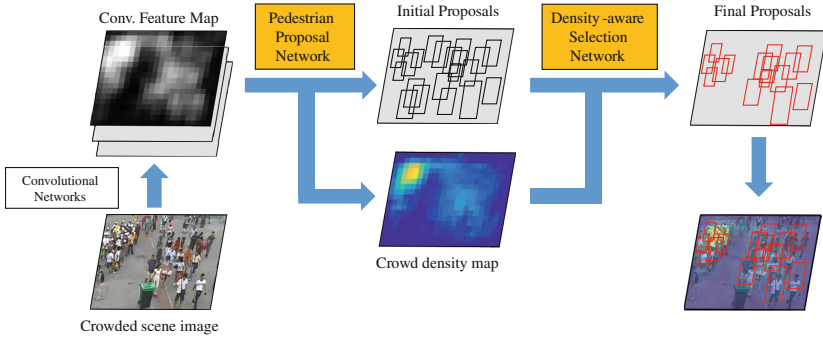 Conv. Feature Map
Pedestrian
Proposal
Network
Initial Proposals
Density -aware
Selection
Network
Final Proposals
Convolutional
Networks
Crowd density map
Crowded scene image